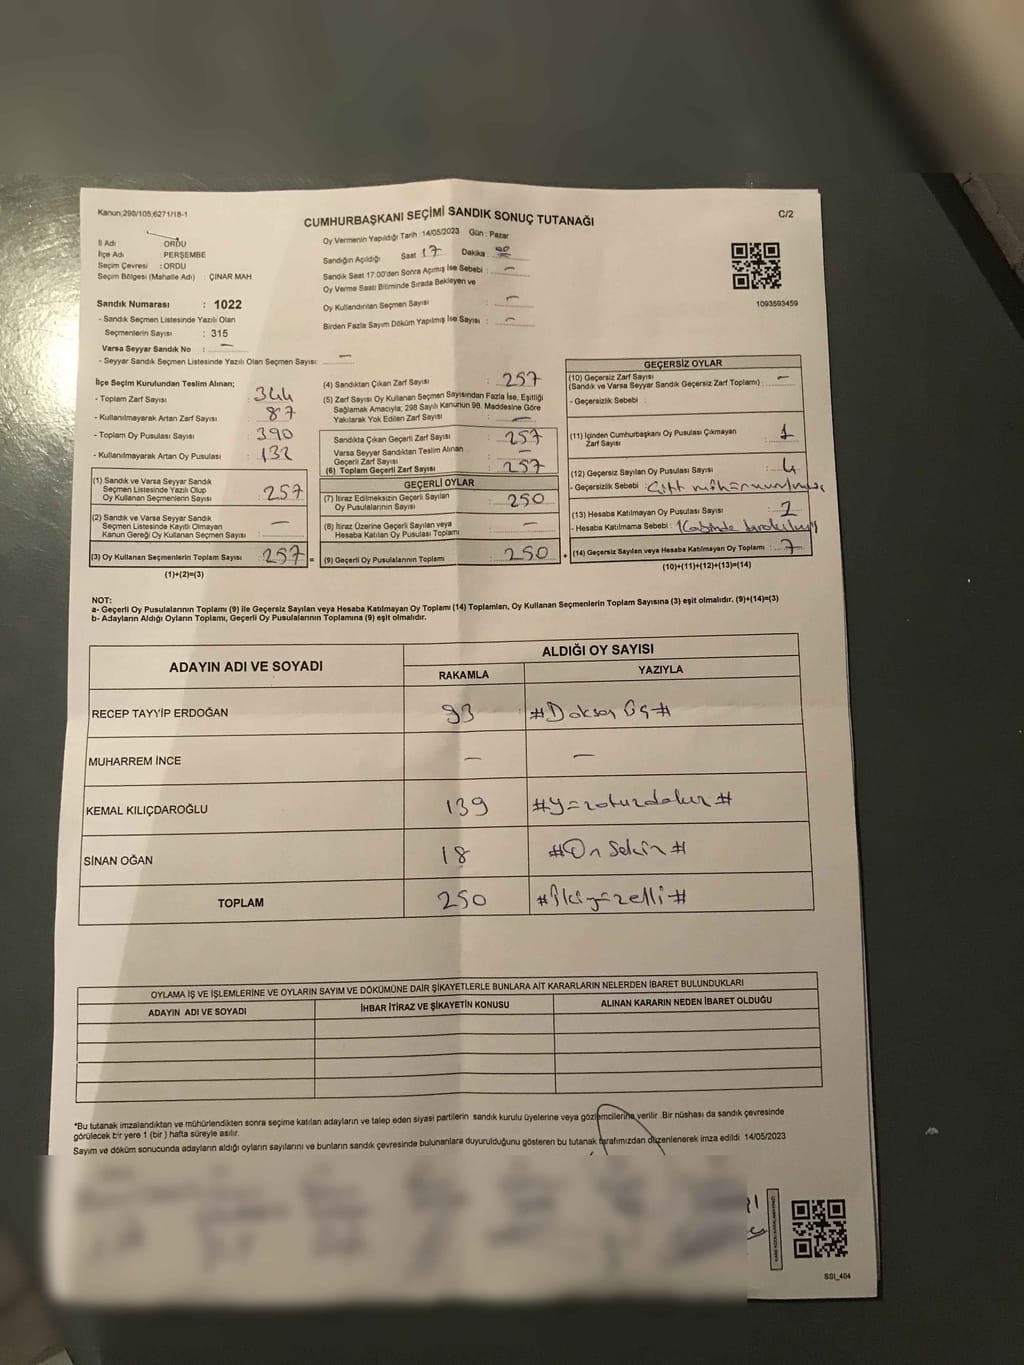 Kanun;298/105;6271/18-1
CUMHURBAŞKANI SEÇİMİ SANDIK SONUÇ TUTANAĞI
C/2
İl Adı : ORDU
İlçe Adı : PERŞEMBE
Seçim Çevresi : ORDU
Seçim Bölgesi (Mahalle Adı) : ÇINAR MAH.
Oy Vermenin Yapıldığı Tarih :14/05/2023 Gün : Pazar
Sandığın Açıldığı Saat 17 Dakika : 00
Sandık Saat 17:00'den Sonra Açımış İse Sebebi : —
Oy Verme Saati Bitiminde Sırada Bekleyen ve
Oy Kullandırılan Seçmen Sayısı : —
Birden Fazla Sayım Döküm Yapılmış İse Sayısı : —
1093593459
Sandık Numarası : 1022
- Sandık Seçmen Listesinde Yazılı Olan
Seçmenlerin Sayısı : 315
Varsa Seyyar Sandık No : —
- Seyyar Sandık Seçmen Listesinde Yazılı Olan Seçmen Sayısı: —
İlçe Seçim Kurulundan Teslim Alınan;
- Toplam Zarf Sayısı : 344
- Kullanılmayarak Artan Zarf Sayısı : 87
- Toplam Oy Pusulası Sayısı : 390
- Kullanılmayarak Artan Oy Pusulası : 132
(1) Sandık ve Varsa Seyyar Sandık
Seçmen Listesinde Yazılı Olup
Oy Kullanan Seçmenlerin Sayısı : 257
(2) Sandık ve Varsa Seyyar Sandık
Seçmen Listesinde Kayıtlı Olmayan
Kanun Gereği Oy Kullanan Seçmen Sayısı : —
(3) Oy Kullanan Seçmenlerin Toplam Sayısı : 257 =
(1)+(2)=(3)
(4) Sandıktan Çıkan Zarf Sayısı : 257
(5) Zarf Sayısı Oy Kullanan Seçmen Sayısından Fazla İse, Eşitliği
Sağlamak Amacıyla; 298 Sayılı Kanunun 98. Maddesine Göre
Yakılarak Yok Edilen Zarf Sayısı : —
Sandıkta Çıkan Geçerli Zarf Sayısı : 257
Varsa Seyyar Sandıktan Teslim Alınan
Geçerli Zarf Sayısı : —
(6) Toplam Geçerli Zarf Sayısı : 257
GEÇERLİ OYLAR
(7) İtiraz Edilmeksizin Geçerli Sayılan
Oy Pusulalarının Sayısı : 250
(8) İtiraz Üzerine Geçerli Sayılan veya
Hesaba Katılan Oy Pusulası Toplamı : —
(9) Geçerli Oy Pusulalarının Toplamı : 250 +
GEÇERSİZ OYLAR
(10) Geçersiz Zarf Sayısı
(Sandık ve Varsa Seyyar Sandık Geçersiz Zarf Toplamı) : —
- Geçersizlik Sebebi :
(11) İçinden Cumhurbaşkanı Oy Pusulası Çıkmayan
Zarf Sayısı : 1
(12) Geçersiz Sayılan Oy Pusulası Sayısı : 4
- Geçersizlik Sebebi : Çift
(13) Hesaba Katılmayan Oy Pusulası Sayısı : 2
- Hesaba Katılmama Sebebi : Kabinde
(14) Geçersiz Sayılan veya Hesaba Katılmayan Oy Toplamı : 7
(10)+(11)+(12)+(13)=(14)
NOT:
a- Geçerli Oy Pusulalarının Toplamı (9) ile Geçersiz Sayılan veya Hesaba Katılmayan Oy Toplamı (14) Toplamları, Oy Kullanan Seçmenlerin Toplam Sayısına (3) eşit olmalıdır. (9)+(14)=(3)
b- Adayların Aldığı Oyların Toplamı, Geçerli Oy Pusulalarının Toplamına (9) eşit olmalıdır.
ADAYIN ADI VE SOYADI
ALDIĞI OY SAYISI
RAKAMLA YAZIYLA
RECEP TAYYİP ERDOĞAN 93 #Doksan Üç#
MUHARREM İNCE — —
KEMAL KILIÇDAROĞLU 139 #Yüzotuzdokuz#
SİNAN OĞAN 18 #On Sekiz#
TOPLAM 250 #İkiyüzelli#
OYLAMA İŞ VE İŞLEMLERİNE VE OYLARIN SAYIM VE DÖKÜMÜNE DAİR ŞİKAYETLERLE BUNLARA AİT KARARLARIN NELERDEN İBARET BULUNDUKLARI
ADAYIN ADI VE SOYADI İHBAR İTİRAZ VE ŞİKAYETİN KONUSU ALINAN KARARIN NEDEN İBARET OLDUĞU
*Bu tutanak imzalandıktan ve mühürlendikten sonra seçime katılan adayların ve talep eden siyasi partilerin sandık kurulu üyelerine veya gözlemcilerine verilir .Bir nüshası da sandık çevresinde
görülecek bir yere 1 (bir ) hafta süreyle asılır.
Sayım ve döküm sonucunda adayların aldığı oyların sayılarını ve bunların sandık çevresinde bulunanlara duyurulduğunu gösteren bu tutanak tarafımızdan düzenlenerek imza edildi. 14/05/2023
SSI_404